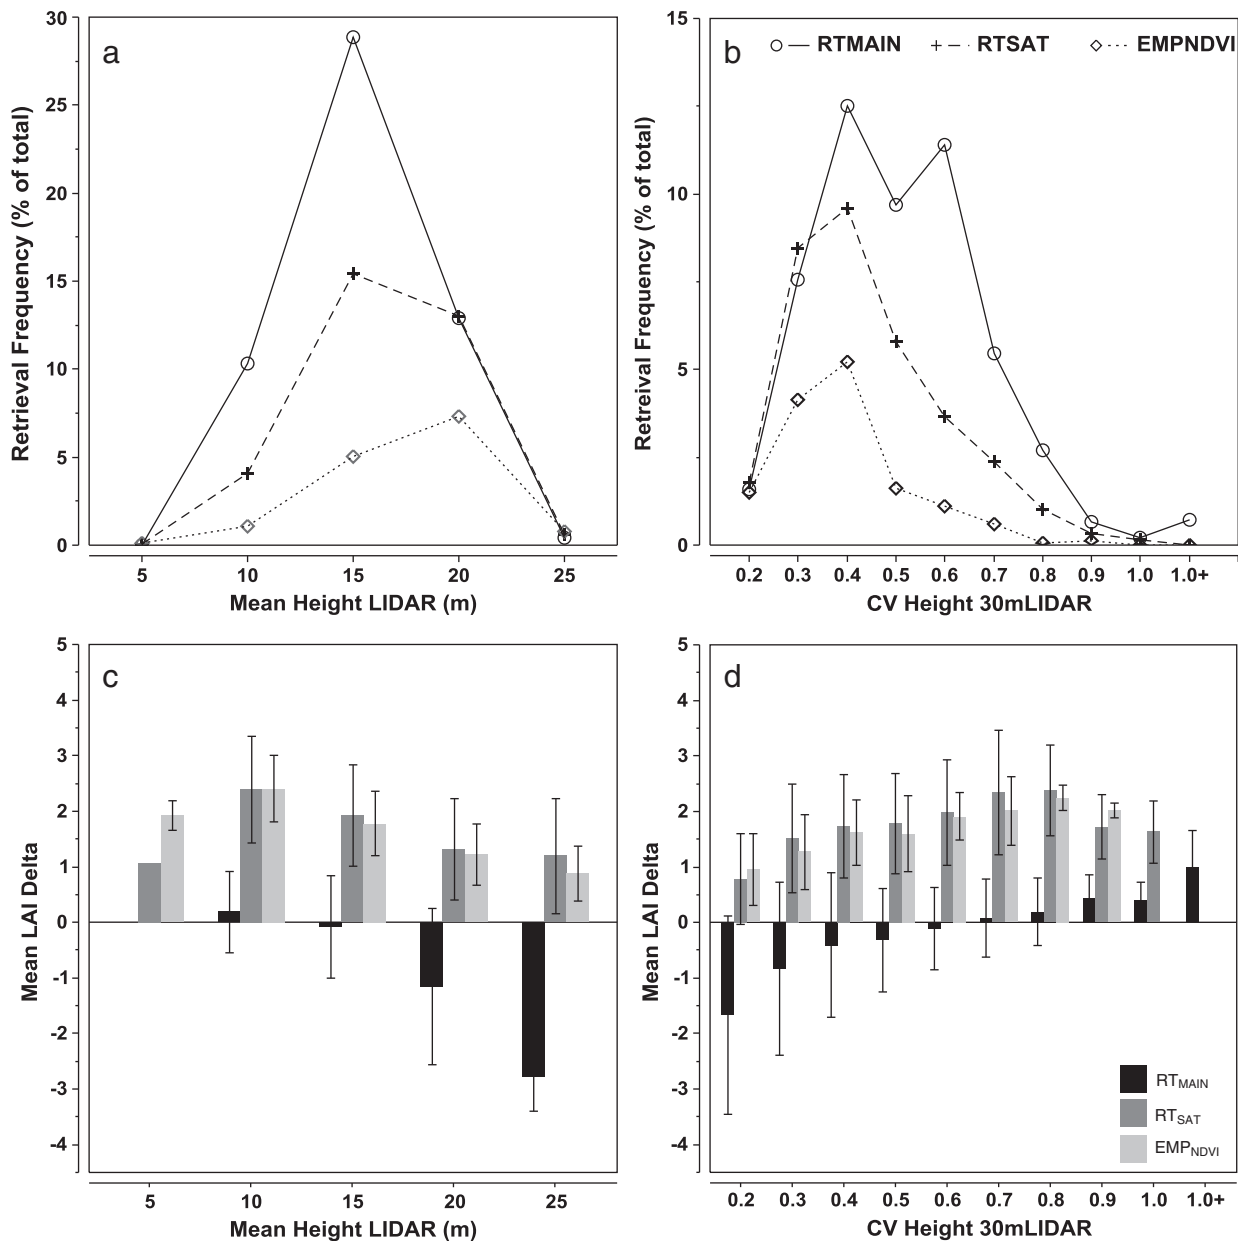 a
30
25
20
15
10
5
0
Retrieval Frequency (% of total)
5 10 15 20 25
Mean Height LIDAR (m)
b
RTMAIN RTSAT EMPNDVI
15
10
5
0
Retreival Frequency (% of total)
0.2 0.3 0.4 0.5 0.6 0.7 0.8 0.9 1.0 1.0+
CV Height 30mLIDAR
c
5
4
3
2
1
0
-1
-2
-3
-4
Mean LAI Delta
5 10 15 20 25
Mean Height LIDAR (m)
d
5
4
3
2
1
0
-1
-2
-3
-4
Mean LAI Delta
RTMAIN
RTSAT
EMPNDVI
0.2 0.3 0.4 0.5 0.6 0.7 0.8 0.9 1.0 1.0+
CV Height 30mLIDAR